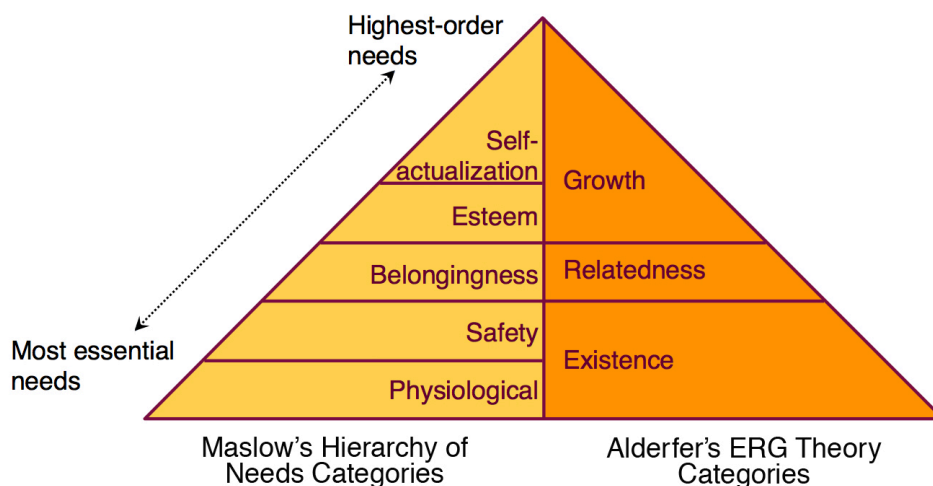 Highest-order
needs
Self-
actualization
Growth
Esteem
Belongingness
Relatedness
Safety
Most essential
needs
Existence
Physiological
Maslow's Hierarchy of
Needs Categories
Alderfer's ERG Theory
Categories